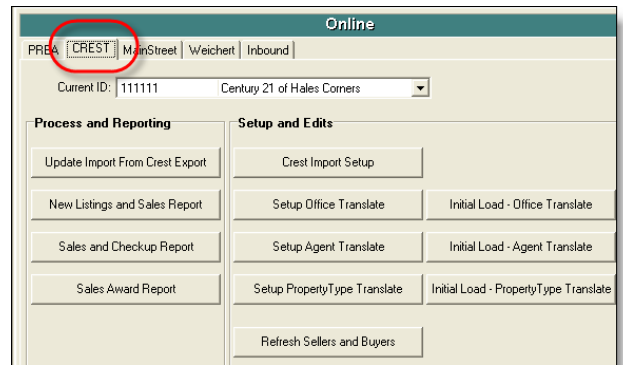 Online
PREA CREST MainStreet Weichert Inbound
Current ID: 111111 Century 21 of Hales Corners
Process and Reporting Setup and Edits
Update Import From Crest Export Crest Import Setup
New Listings and Sales Report Setup Office Translate Initial Load - Office Translate
Sales and Checkup Report Setup Agent Translate Initial Load - Agent Translate
Sales Award Report Setup PropertyType Translate Initial Load - PropertyType Translate
Refresh Sellers and Buyers